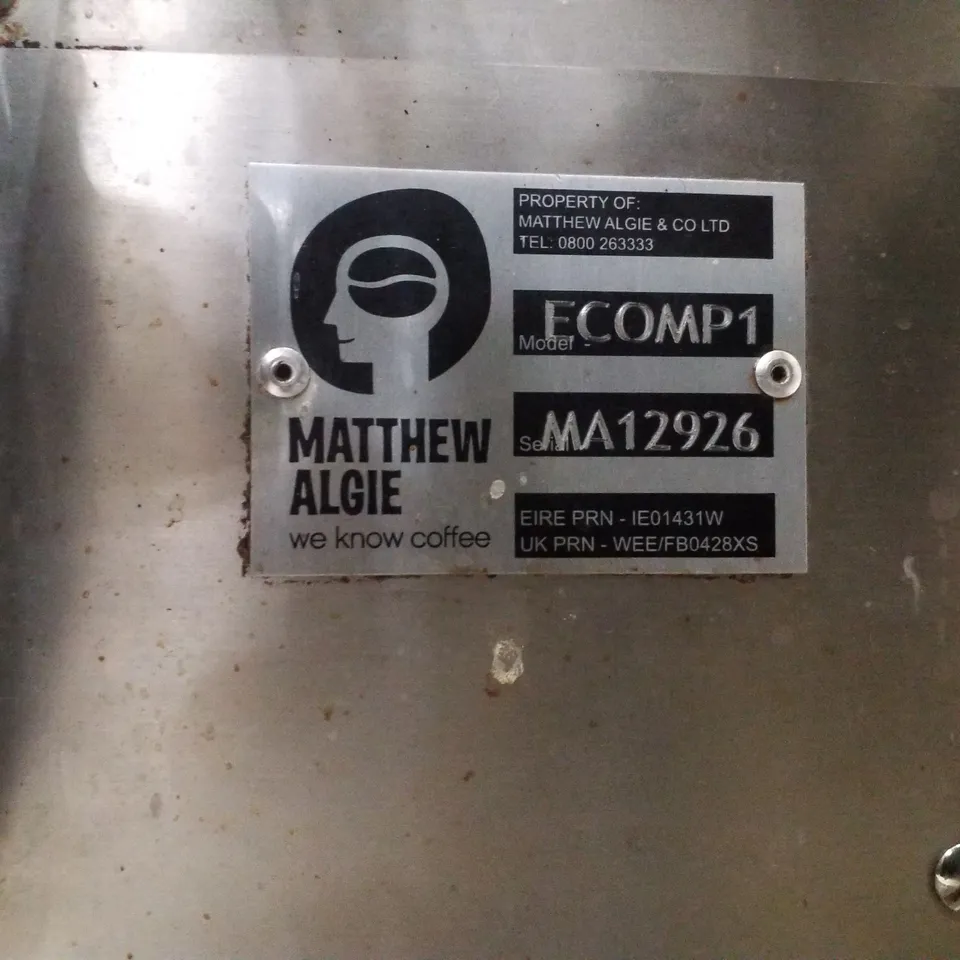 PROPERTY OF:
MATTHEW ALGIE & CO LTD
TEL: 0800 263333
Model - ECOMP1
Serial - MA12926
EIRE PRN - IE01431W
UK PRN - WEE/FB0428XS
MATTHEW
ALGIE
we know coffee